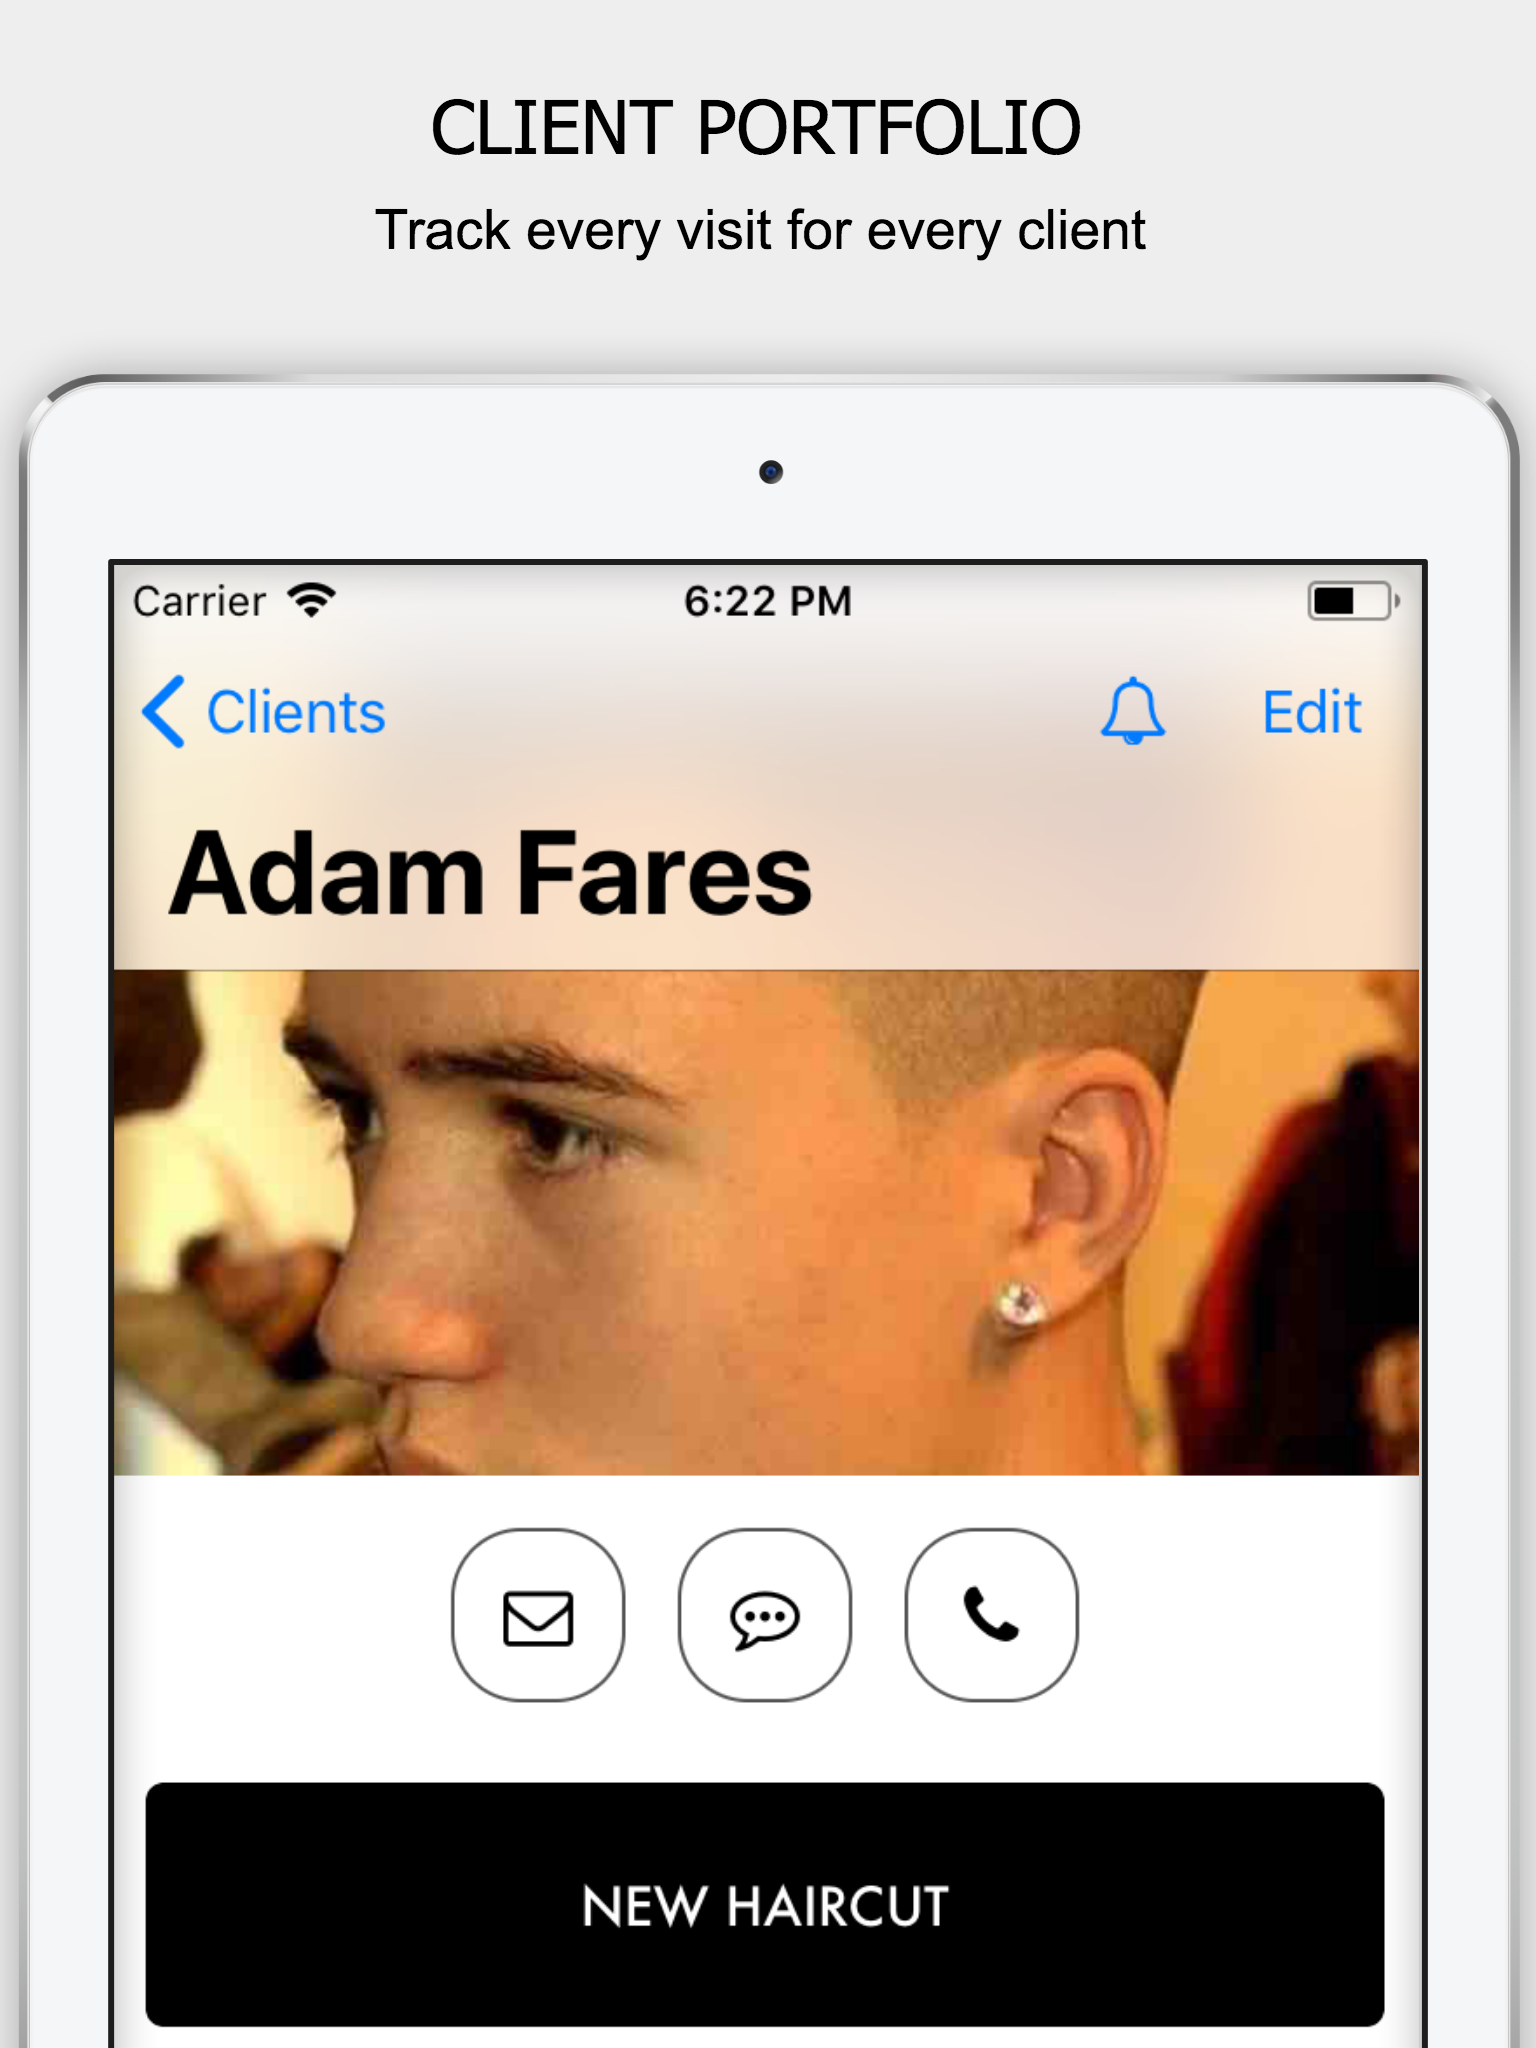 CLIENT PORTFOLIO
Track every visit for every client
Carrier 6:22 PM
Clients Edit
Adam Fares
NEW HAIRCUT